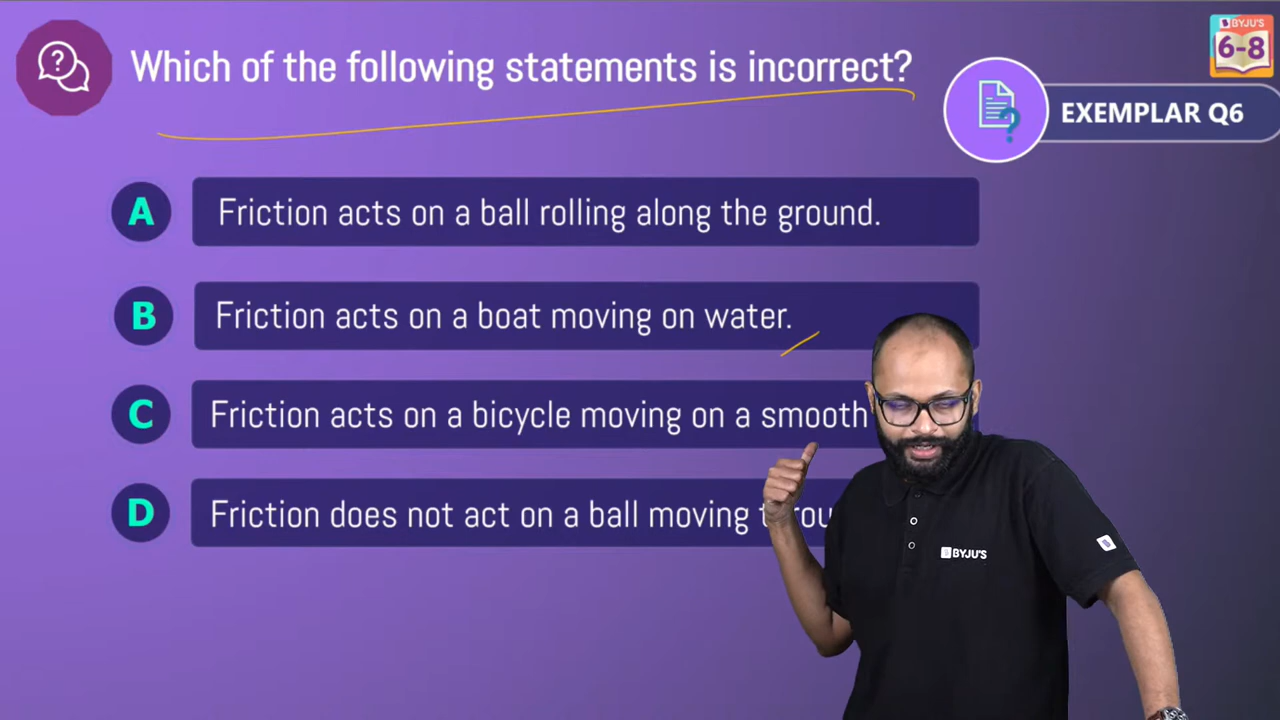 Which of the following statements is incorrect?
BYJU'S
6-8
EXEMPLAR Q6
A Friction acts on a ball rolling along the ground.
B Friction acts on a boat moving on water.
C Friction acts on a bicycle moving on a smooth
D Friction does not act on a ball moving
BYJU'S